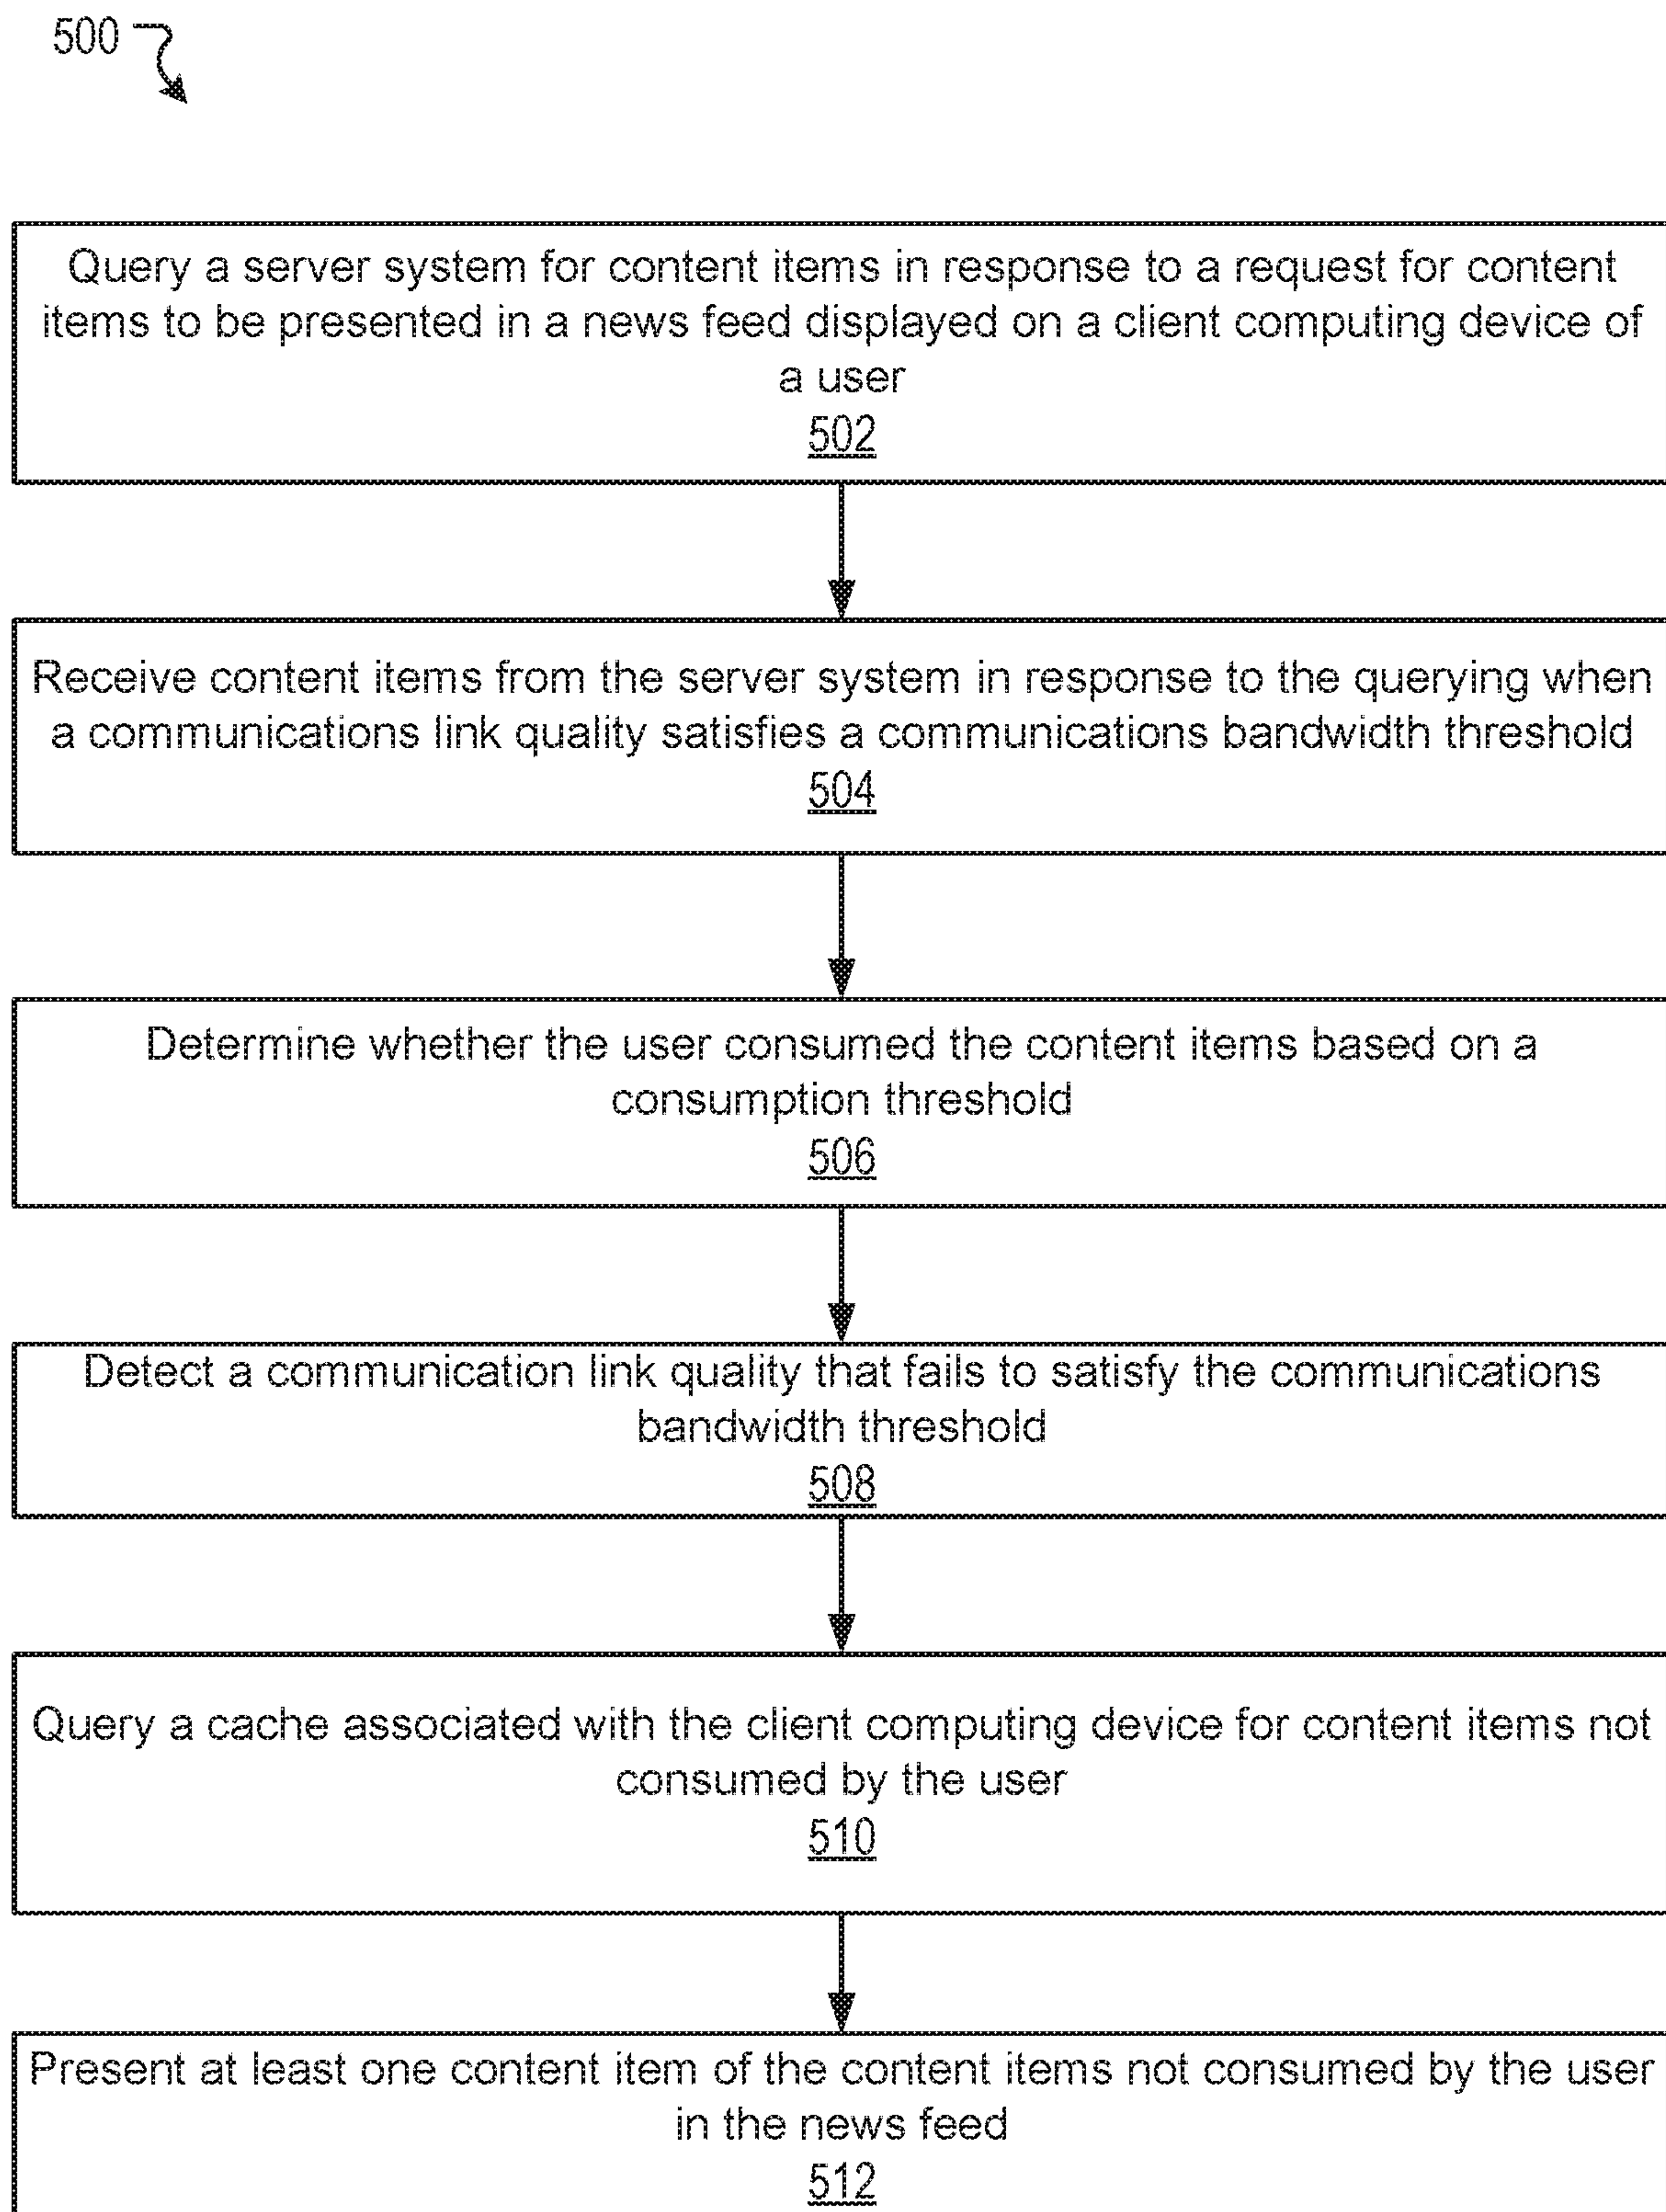 500
Query a server system for content items in response to a request for content
items to be presented in a news feed displayed on a client computing device of
a user
502
Receive content items from the server system in response to the querying when
a communications link quality satisfies a communications bandwidth threshold
504
Determine whether the user consumed the content items based on a
consumption threshold
506
Detect a communication link quality that fails to satisfy the communications
bandwidth threshold
508
Query a cache associated with the client computing device for content items not
consumed by the user
510
Present at least one content item of the content items not consumed by the user
in the news feed
512